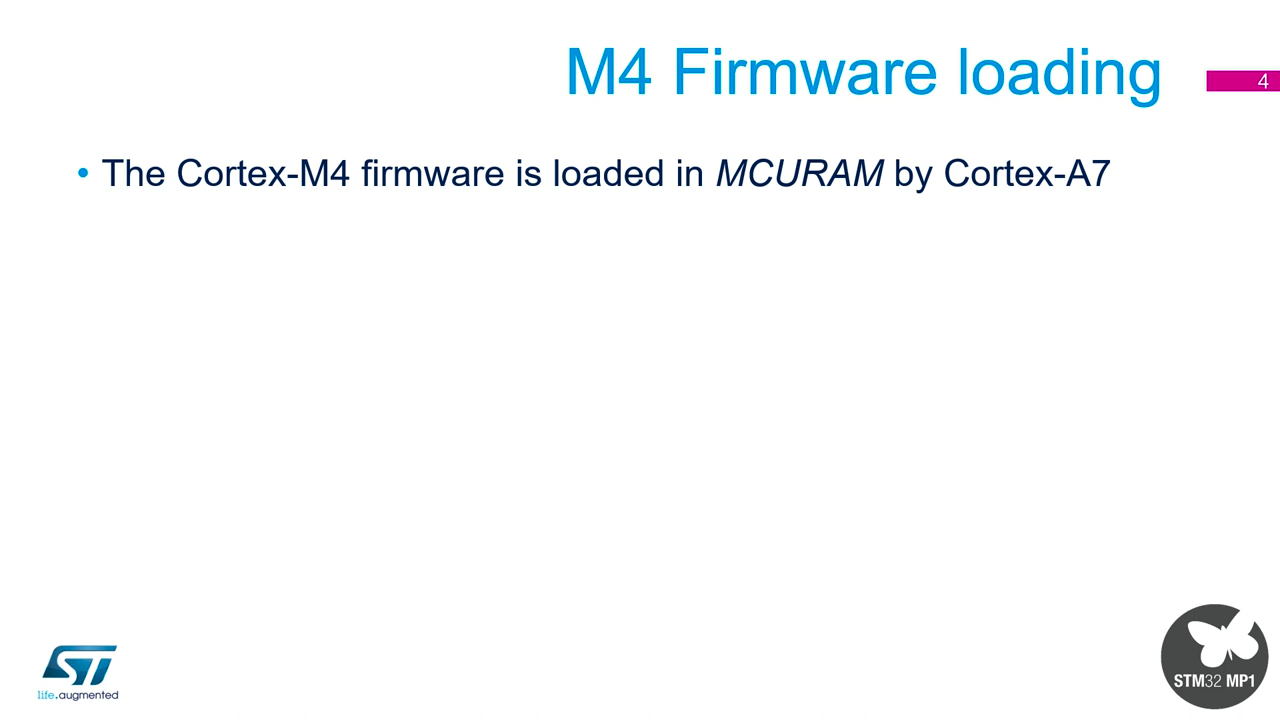 M4 Firmware loading
4
• The Cortex-M4 firmware is loaded in MCURAM by Cortex-A7
ST
life.augmented
STM32 MP1